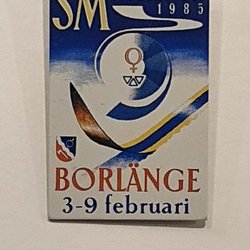 SM
1985
BORLÄNGE
3-9 februari